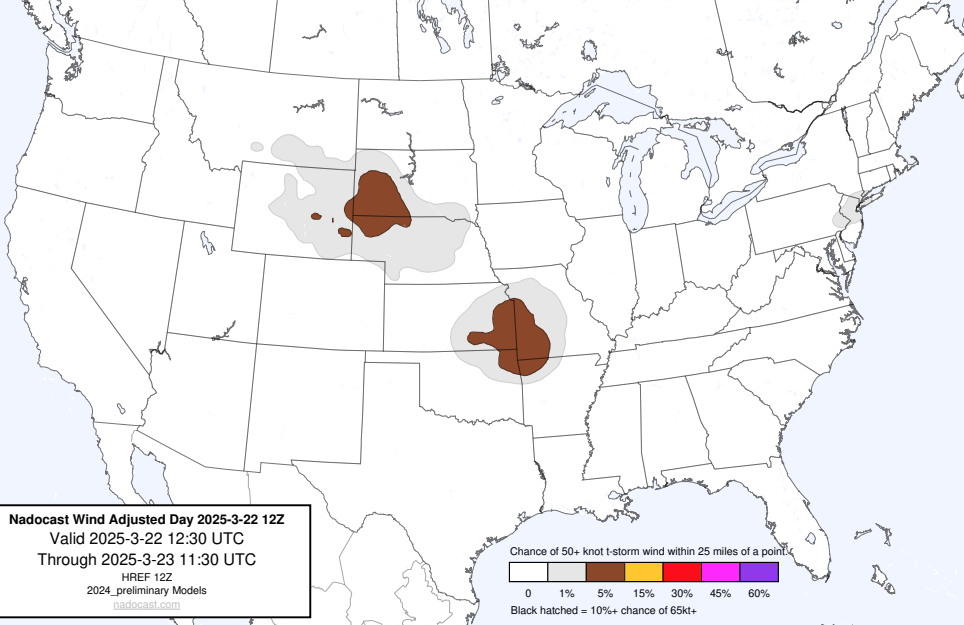 Nadocast Wind Adjusted Day 2025-3-22 12Z
Valid 2025-3-22 12:30 UTC
Through 2025-3-23 11:30 UTC
HREF 12Z
2024_preliminary Models
nadocast.com
Chance of 50+ knot t-storm wind within 25 miles of a point.
0 1% 5% 15% 30% 45% 60%
Black hatched = 10%+ chance of 65kt+